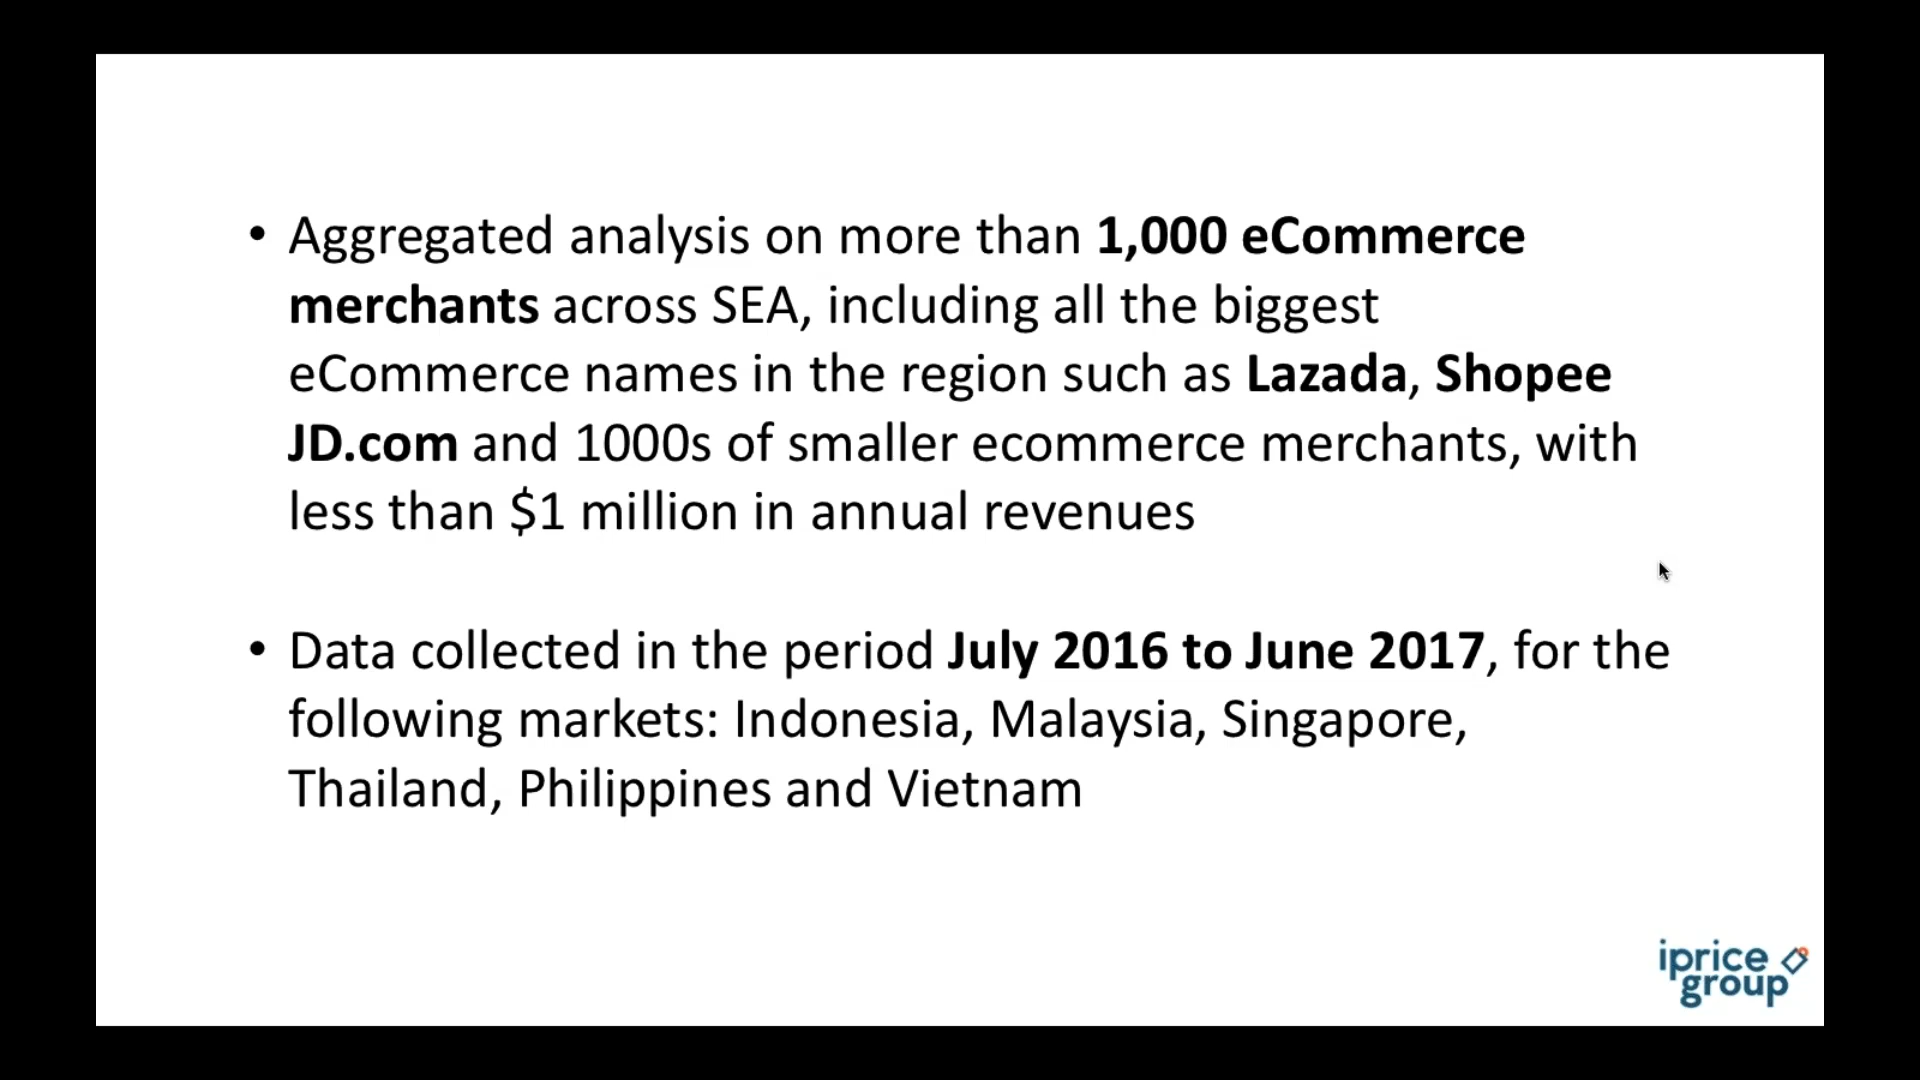 • Aggregated analysis on more than 1,000 eCommerce
merchants across SEA, including all the biggest
eCommerce names in the region such as Lazada, Shopee
JD.com and 1000s of smaller ecommerce merchants, with
less than $1 million in annual revenues
• Data collected in the period July 2016 to June 2017, for the
following markets: Indonesia, Malaysia, Singapore,
Thailand, Philippines and Vietnam
iprice
group